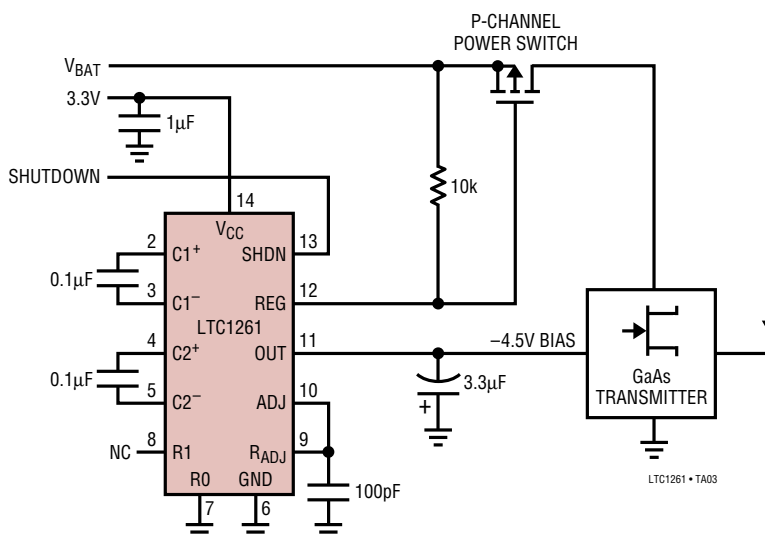 P-CHANNEL
POWER SWITCH
VBAT
3.3V
1µF
SHUTDOWN
10k
14
VCC
2
C1+
SHDN
13
0.1µF
3
C1−
REG
12
LTC1261
4
C2+
OUT
11
−4.5V BIAS
0.1µF
3.3µF
+
GaAs
TRANSMITTER
5
C2−
ADJ
10
NC
8
R1
RADJ
9
R0
GND
100pF
7
6
LTC1261 • TA03